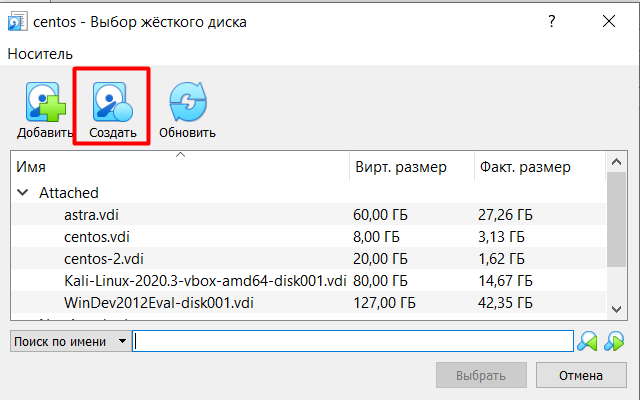 centos - Выбор жёсткого диска
Носитель
Добавить Создать Обновить
Имя Вирт. размер Факт. размер
Attached
astra.vdi 60,00 ГБ 27,26 ГБ
centos.vdi 8,00 ГБ 3,13 ГБ
centos-2.vdi 20,00 ГБ 1,62 ГБ
Kali-Linux-2020.3-vbox-amd64-disk001.vdi 80,00 ГБ 14,67 ГБ
WinDev2012Eval-disk001.vdi 127,00 ГБ 42,35 ГБ
Поиск по имени
Выбрать Отмена